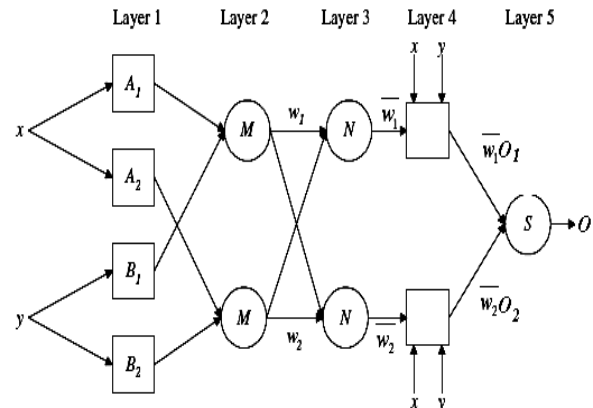 Layer 1 Layer 2 Layer 3 Layer 4 Layer 5
x y
A₁
w₁ w̅₁
M N
x
w̅₁O₁
A₂
S O
B₁
w̅₂O₂
y
M N
w₂ w̅₂
B₂
x y